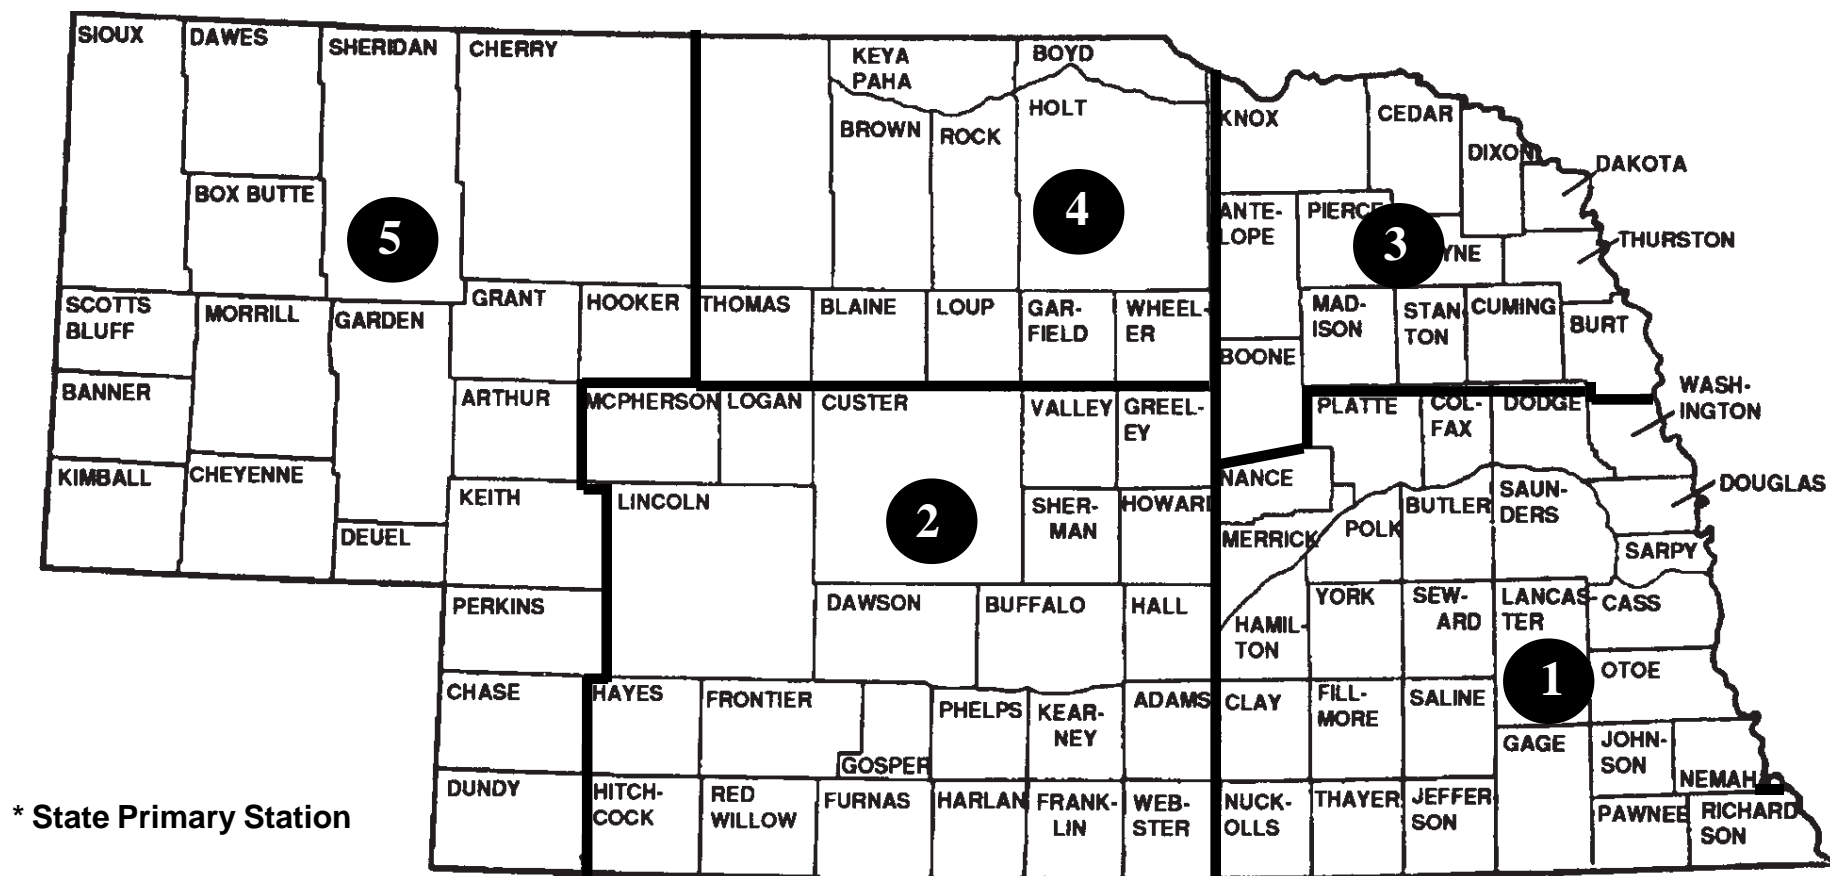 SIOUX
DAWES
SHERIDAN
CHERRY
KEYA
PAHA
BOYD
HOLT
BROWN
ROCK
KNOX
CEDAR
DIXON
DAKOTA
BOX BUTTE
5
4
ANTE-
LOPE
PIERCE
3
YNE
THURSTON
SCOTTS
BLUFF
MORRILL
GARDEN
GRANT
HOOKER
THOMAS
BLAINE
LOUP
GAR-
FIELD
WHEEL-
ER
MAD-
ISON
STAN
TON
CUMING
BURT
BOONE
BANNER
ARTHUR
MCPHERSON
LOGAN
CUSTER
VALLEY
GREEL-
EY
PLATTE
COL-
FAX
DODGE
WASH-
INGTON
KIMBALL
CHEYENNE
KEITH
LINCOLN
2
SHER-
MAN
HOWARD
NANCE
MERRICK
POLK
BUTLER
SAUN-
DERS
DOUGLAS
SARPY
DEUEL
PERKINS
DAWSON
BUFFALO
HALL
HAMIL-
TON
YORK
SEW-
ARD
LANCAS-
TER
CASS
1
OTOE
CHASE
HAYES
FRONTIER
GOSPER
PHELPS
KEAR-
NEY
ADAMS
CLAY
FILL-
MORE
SALINE
GAGE
JOHN-
SON
NEMAHA
DUNDY
HITCH-
COCK
RED
WILLOW
FURNAS
HARLAN
FRANK-
LIN
WEB-
STER
NUCK-
OLLS
THAYER
JEFFER
SON
PAWNEE
RICHARD
SON
* State Primary Station